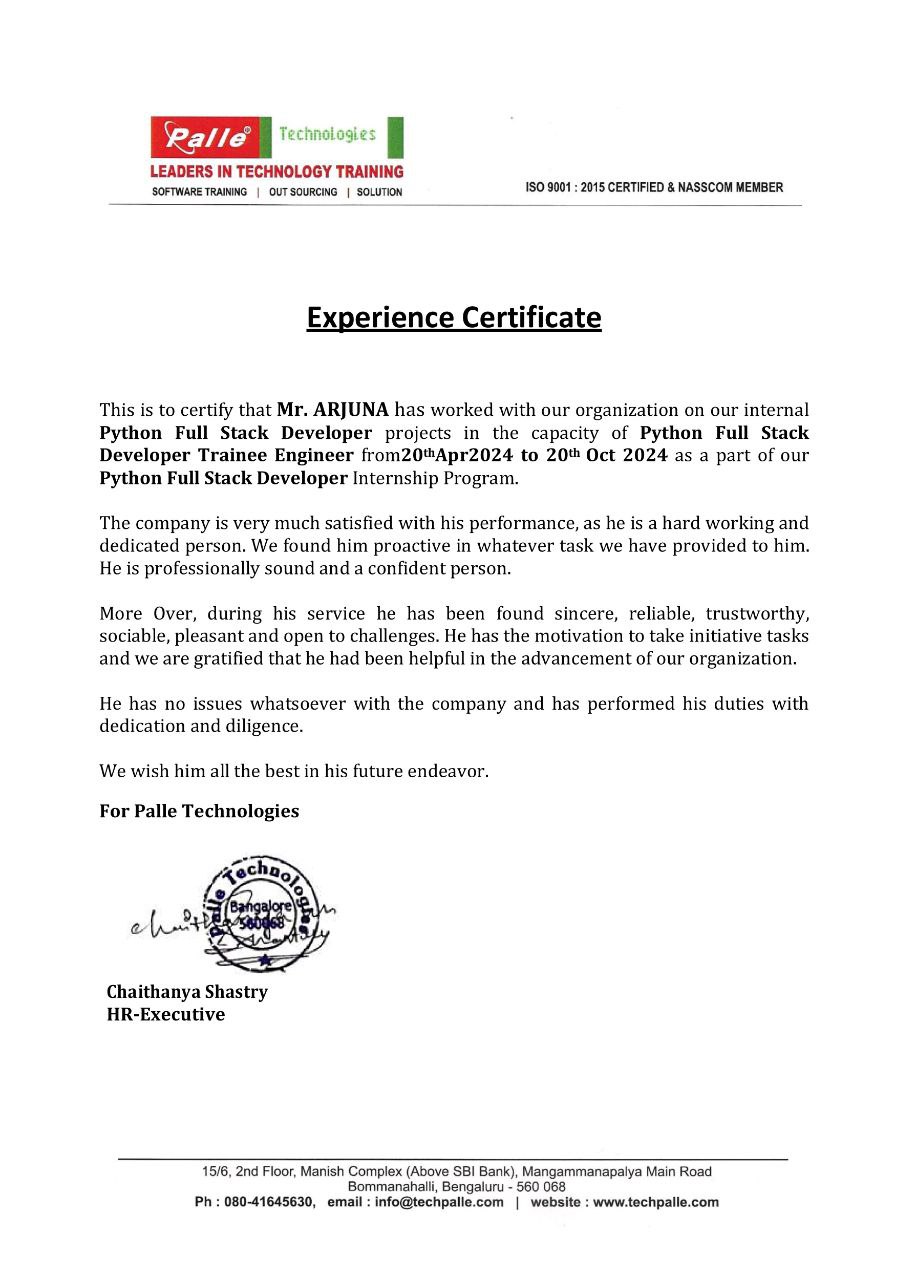 Palle® Technologies
LEADERS IN TECHNOLOGY TRAINING
SOFTWARE TRAINING | OUT SOURCING | SOLUTION
ISO 9001 : 2015 CERTIFIED & NASSCOM MEMBER
Experience Certificate
This is to certify that Mr. ARJUNA has worked with our organization on our internal
Python Full Stack Developer projects in the capacity of Python Full Stack
Developer Trainee Engineer from20thApr2024 to 20th Oct 2024 as a part of our
Python Full Stack Developer Internship Program.
The company is very much satisfied with his performance, as he is a hard working and
dedicated person. We found him proactive in whatever task we have provided to him.
He is professionally sound and a confident person.
More Over, during his service he has been found sincere, reliable, trustworthy,
sociable, pleasant and open to challenges. He has the motivation to take initiative tasks
and we are gratified that he had been helpful in the advancement of our organization.
He has no issues whatsoever with the company and has performed his duties with
dedication and diligence.
We wish him all the best in his future endeavor.
For Palle Technologies
Palle Technologies
Bangalore
560068
Chaithanya Shastry
HR-Executive
15/6, 2nd Floor, Manish Complex (Above SBI Bank), Mangammanapalya Main Road
Bommanahalli, Bengaluru - 560 068
Ph : 080-41645630, email : info@techpalle.com | website : www.techpalle.com